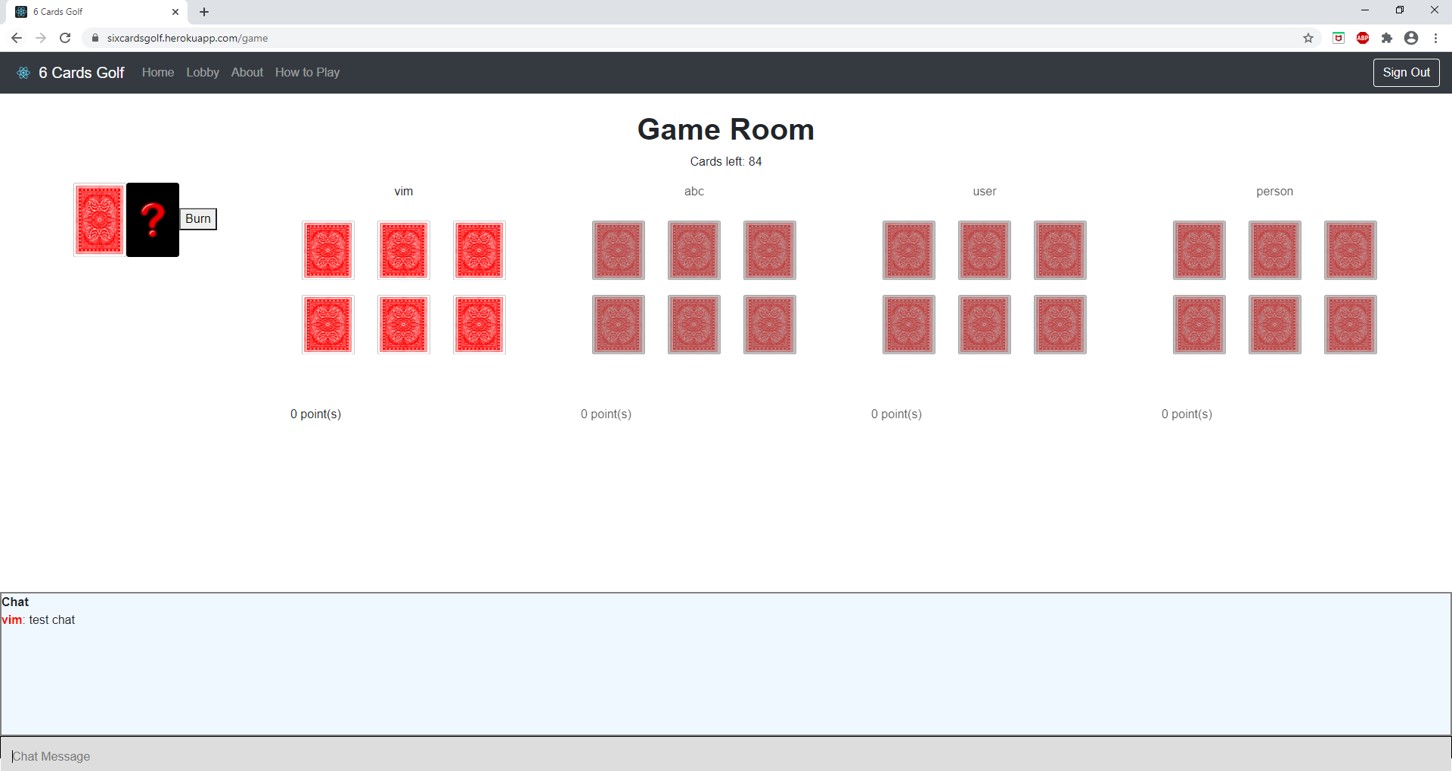 6 Cards Golf
sixcardsgolf.herokuapp.com/game
ABP
6 Cards Golf Home Lobby About How to Play Sign Out
Game Room
Cards left: 84
vim abc user person
? Burn
0 point(s) 0 point(s) 0 point(s) 0 point(s)
Chat
vim: test chat
Chat Message